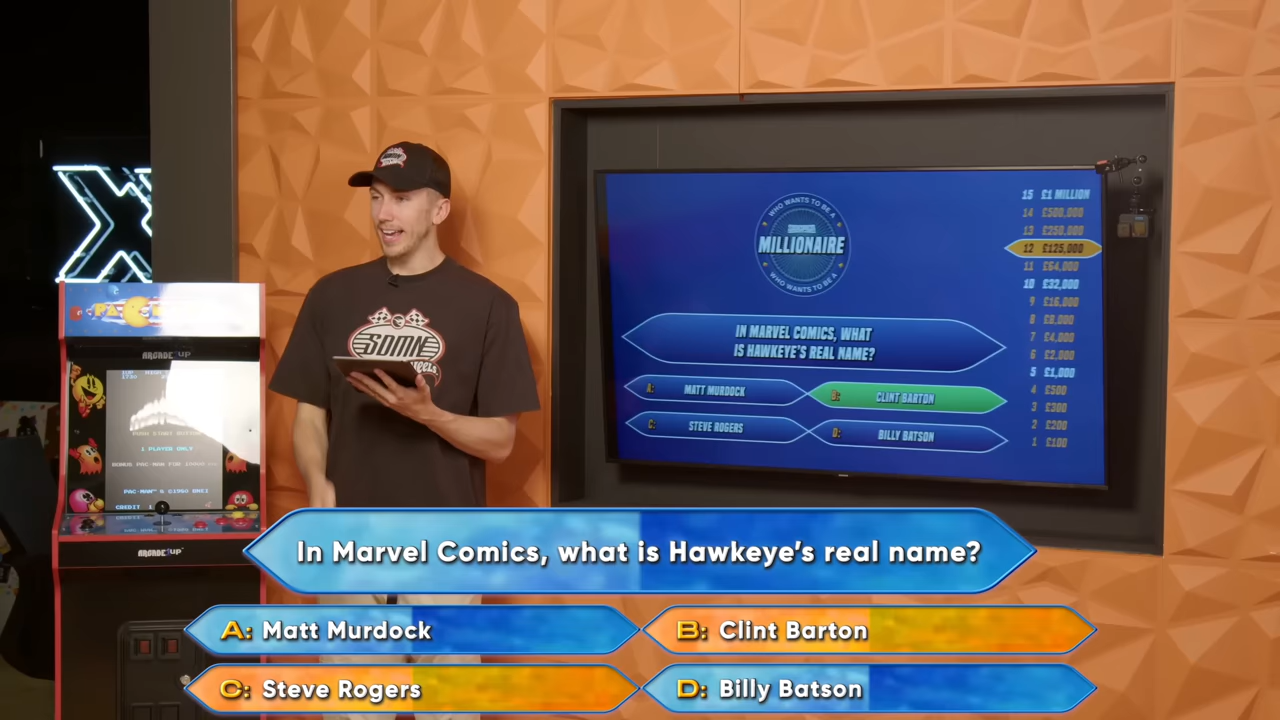 WHO WANTS TO BE A
MILLIONAIRE
WHO WANTS TO BE A
IN MARVEL COMICS, WHAT
IS HAWKEYE'S REAL NAME?
A: MATT MURDOCK
B: CLINT BARTON
C: STEVE ROGERS
D: BILLY BATSON
15 £1 MILLION
14 £500,000
13 £250,000
12 £125,000
11 £64,000
10 £32,000
9 £16,000
8 £8,000
7 £4,000
6 £2,000
5 £1,000
4 £500
3 £300
2 £200
1 £100
SDMN
ARCADE1UP
PUSH START BUTTON
1 PLAYER ONLY
CREDIT 1
ARCADE1UP
In Marvel Comics, what is Hawkeye's real name?
A: Matt Murdock
B: Clint Barton
C: Steve Rogers
D: Billy Batson